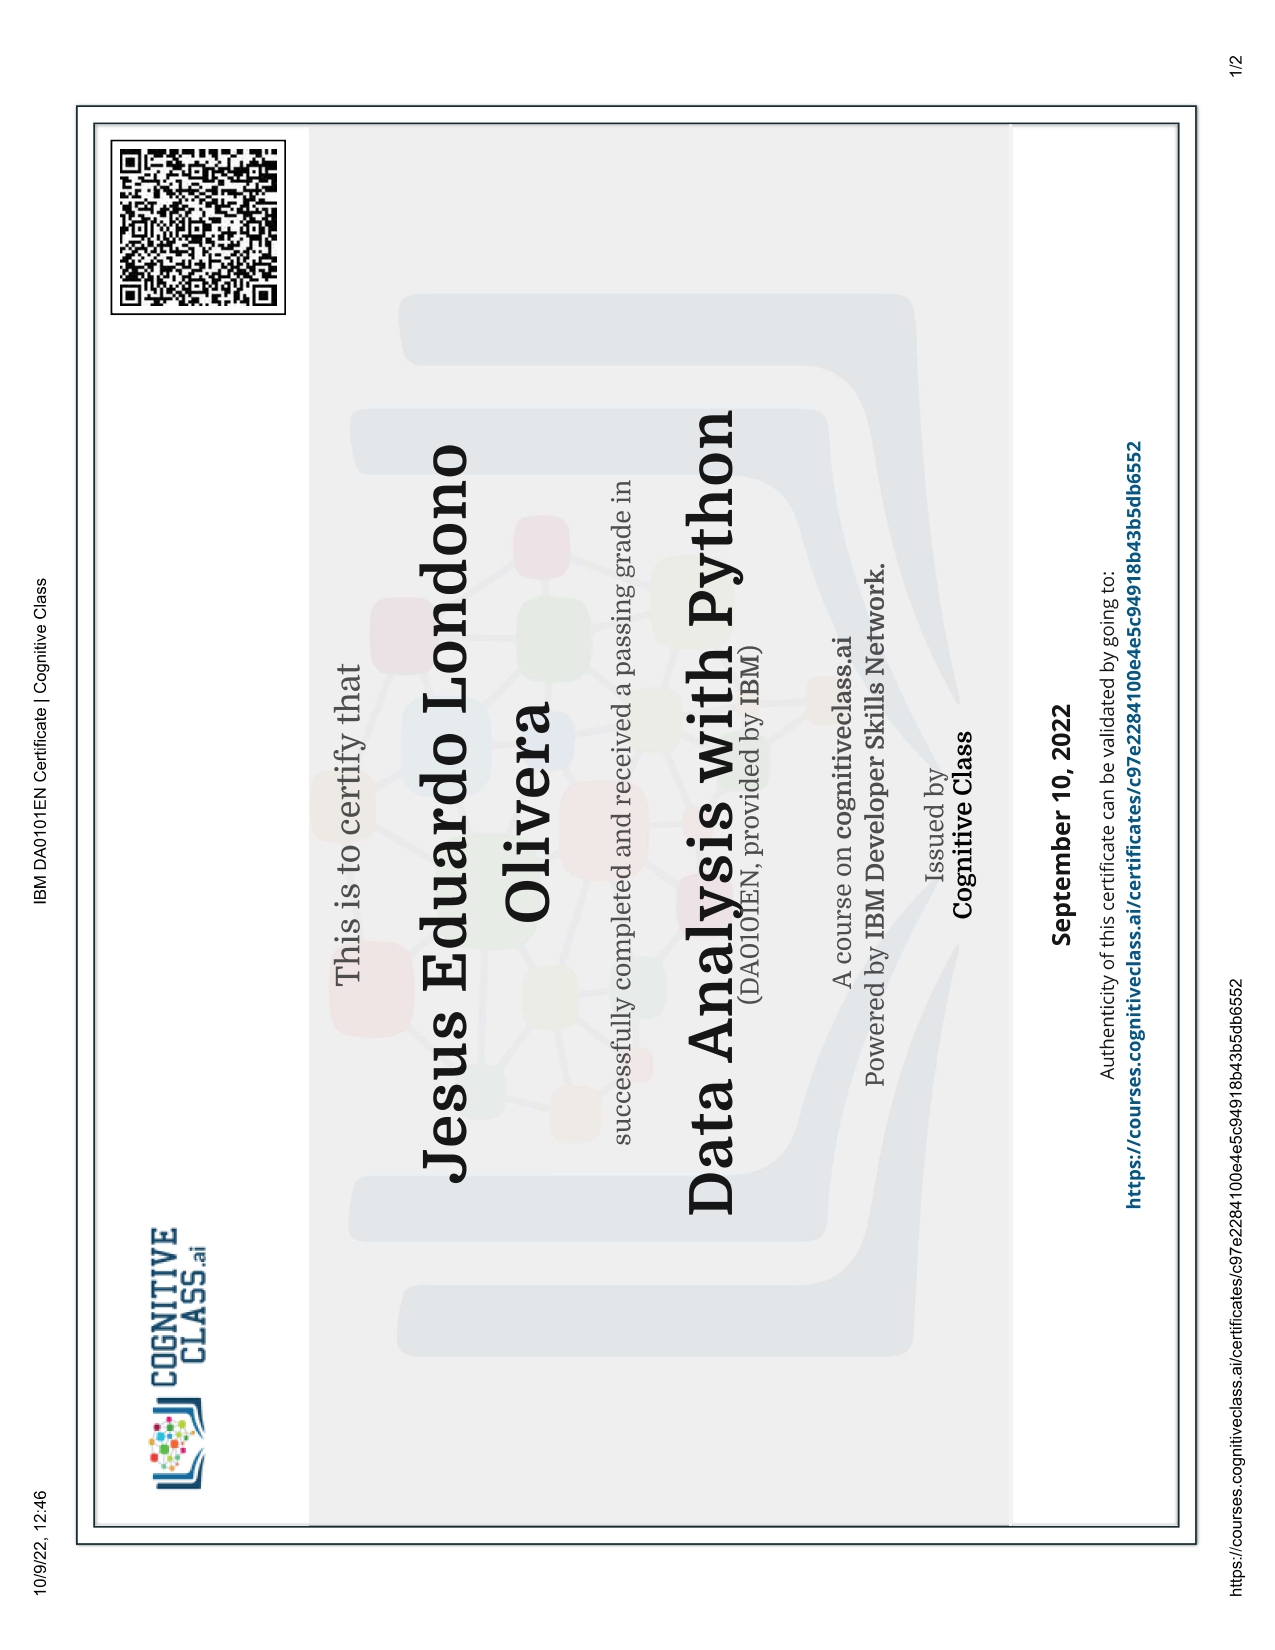 10/9/22, 12:46
IBM DA0101EN Certificate | Cognitive Class
COGNITIVE
CLASS.ai
This is to certify that
Jesus Eduardo Londono
Olivera
successfully completed and received a passing grade in
Data Analysis with Python
(DA0101EN, provided by IBM)
A course on cognitiveclass.ai
Powered by IBM Developer Skills Network.
Issued by
Cognitive Class
September 10, 2022
Authenticity of this certificate can be validated by going to:
https://courses.cognitiveclass.ai/certificates/c97e2284100e4e5c94918b43b5db6552
https://courses.cognitiveclass.ai/certificates/c97e2284100e4e5c94918b43b5db6552
1/2